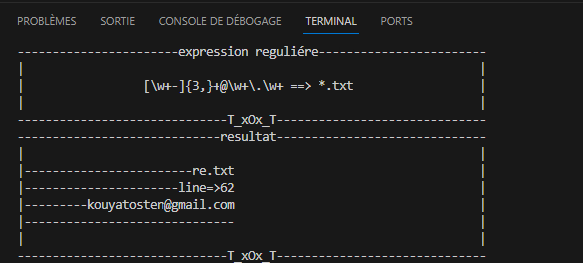 PROBLÈMES SORTIE CONSOLE DE DÉBOGAGE TERMINAL PORTS
-----------------------expression reguliére------------------------
| |
| [\w+-]{3,}+@\w+\.\w+ ==> *.txt |
| |
------------------------------T_xOx_T------------------------------
-----------------------------resultat------------------------------
| |
|------------------------re.txt |
|----------------------line=>62 |
|---------kouyatosten@gmail.com |
|------------------------------ |
| |
------------------------------T_xOx_T------------------------------